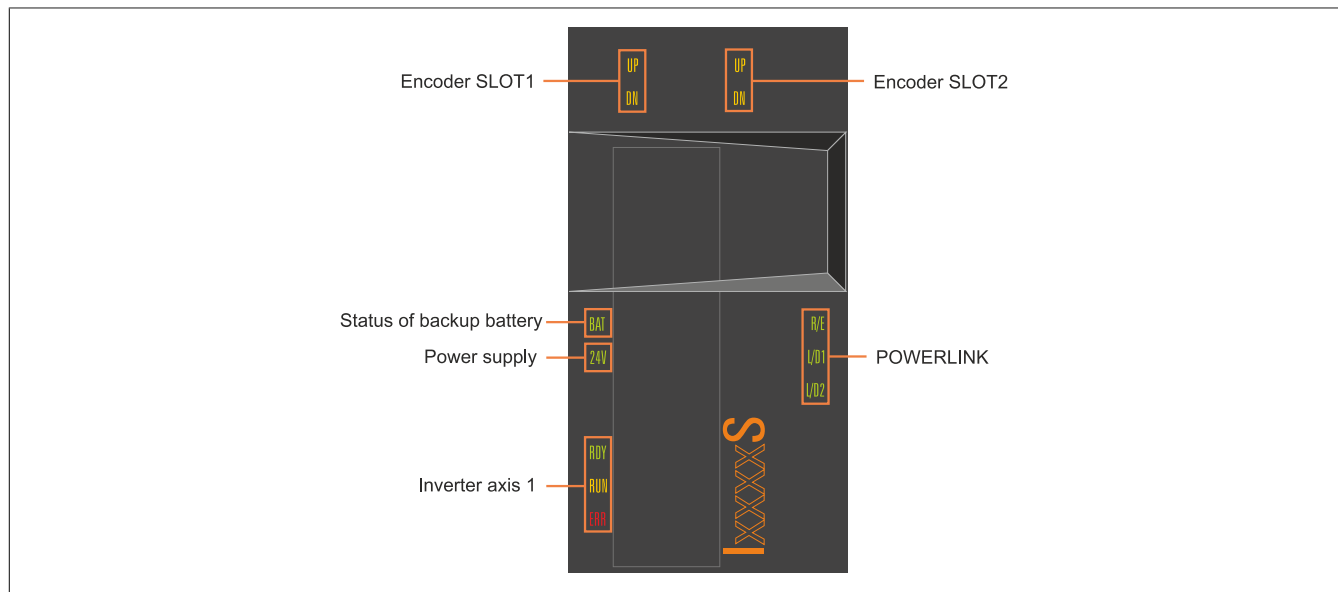 UP
UP
Encoder SLOT1
Encoder SLOT2
DN
DN
Status of backup battery
BAT
R/E
Power supply
24V
L/D1
POWERLINK
L/D2
RDY
Inverter axis 1
RUN
ERR
SxxxxI